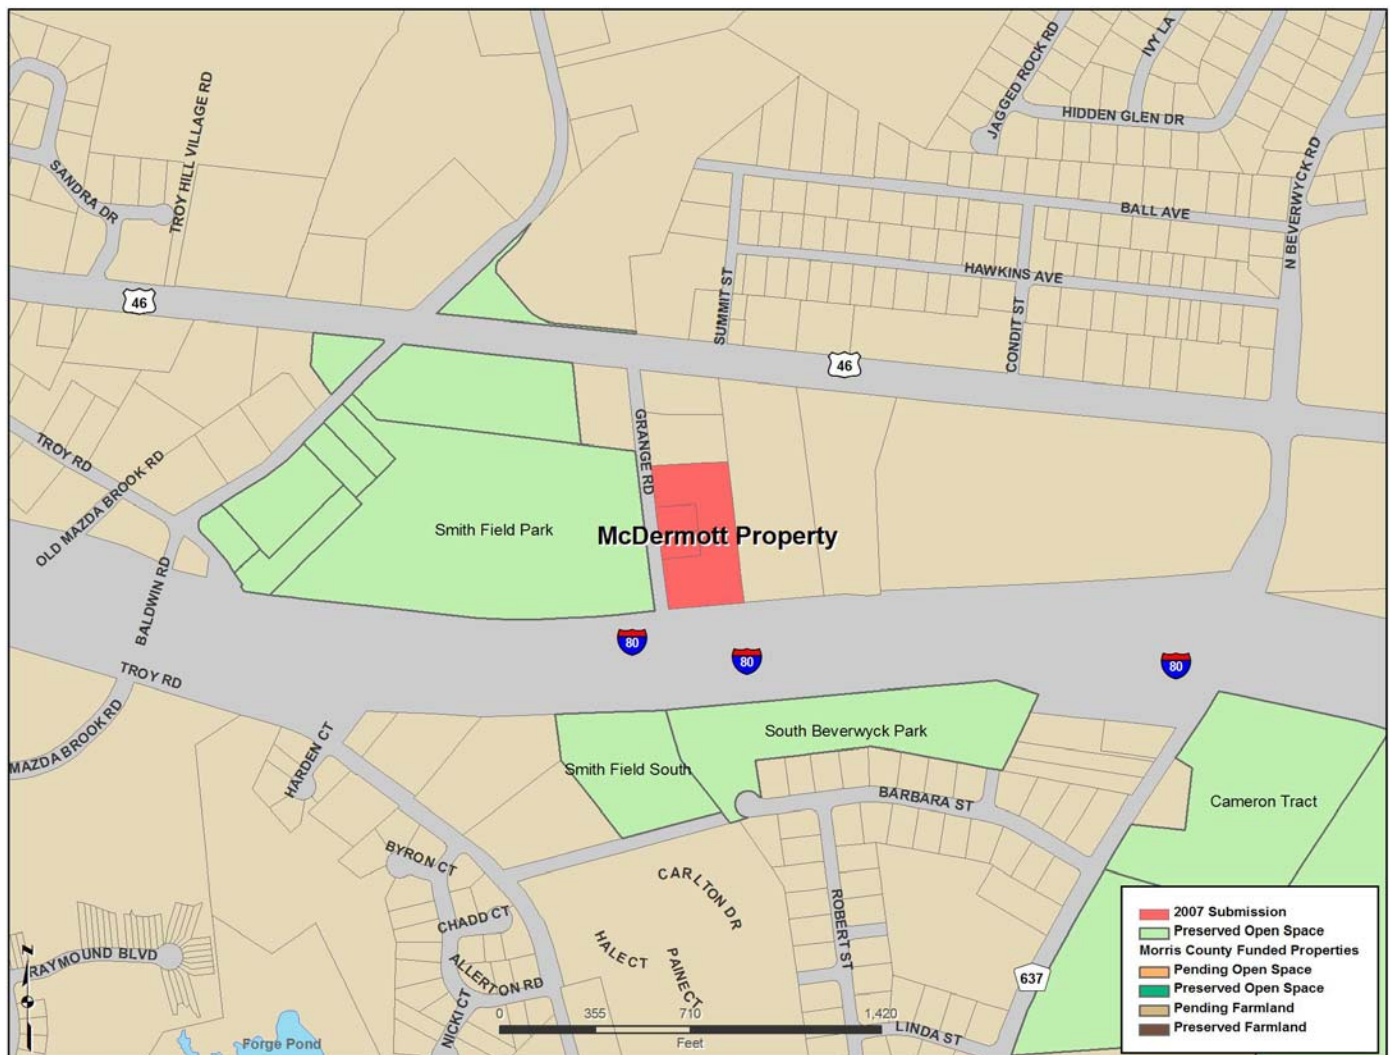 JAGGED ROCK RD
IVY LA
HIDDEN GLEN DR
N BEVERWYCK RD
TROY HILL VILLAGE RD
SANDRA DR
BALL AVE
HAWKINS AVE
SUMMIT ST
CONDIT ST
46
46
GRANGE RD
TROY RD
OLD MAZDA BROOK RD
BALDWIN RD
Smith Field Park
McDermott Property
80
80
80
TROY RD
MAZDA BROOK RD
HARDEN CT
South Beverwyck Park
Smith Field South
BARBARA ST
Cameron Tract
BYRON CT
CHADD CT
CARLTON DR
HALE CT
PAINE CT
ROBERT ST
ALLERTON RD
NICKI CT
RAYMOUND BLVD
Forge Pond
LINDA ST
637
N
0 355 710 1,420
Feet
2007 Submission
Preserved Open Space
Morris County Funded Properties
Pending Open Space
Preserved Open Space
Pending Farmland
Preserved Farmland